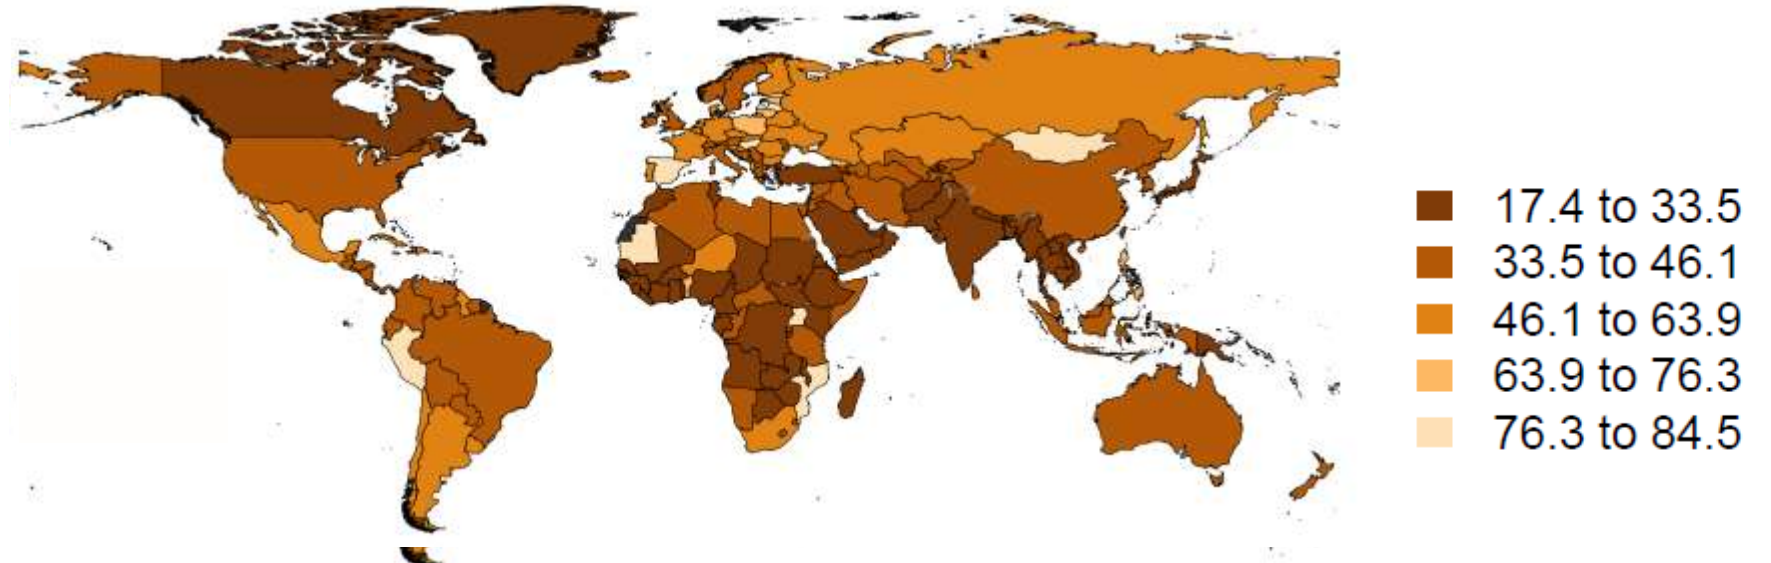 17.4 to 33.5
33.5 to 46.1
46.1 to 63.9
63.9 to 76.3
76.3 to 84.5